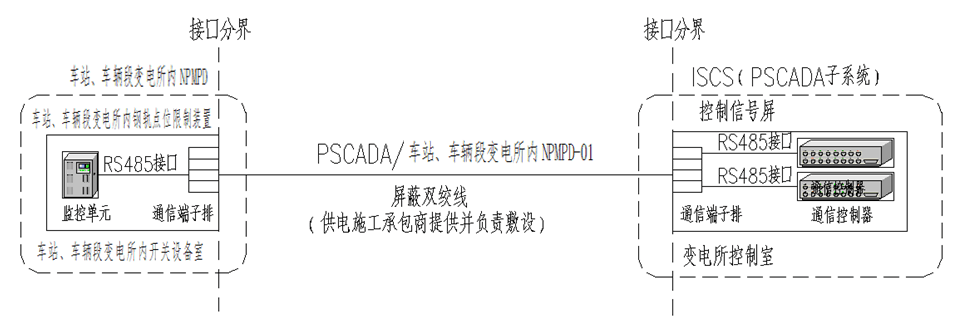 接口分界
接口分界
车站、车辆段变电所内NPMPD
ISCS(PSCADA子系统)
车站、车辆段变电所内钢轨点位限制装置
控制信号屏
RS485接口
PSCADA/车站、车辆段变电所内NPMPD-01
RS485接口
RS485接口
屏蔽双绞线
通信控制器
监控单元
通信端子排
(供电施工承包商提供并负责敷设)
通信端子排
通信控制器
车站、车辆段变电所内开关设备室
变电所控制室